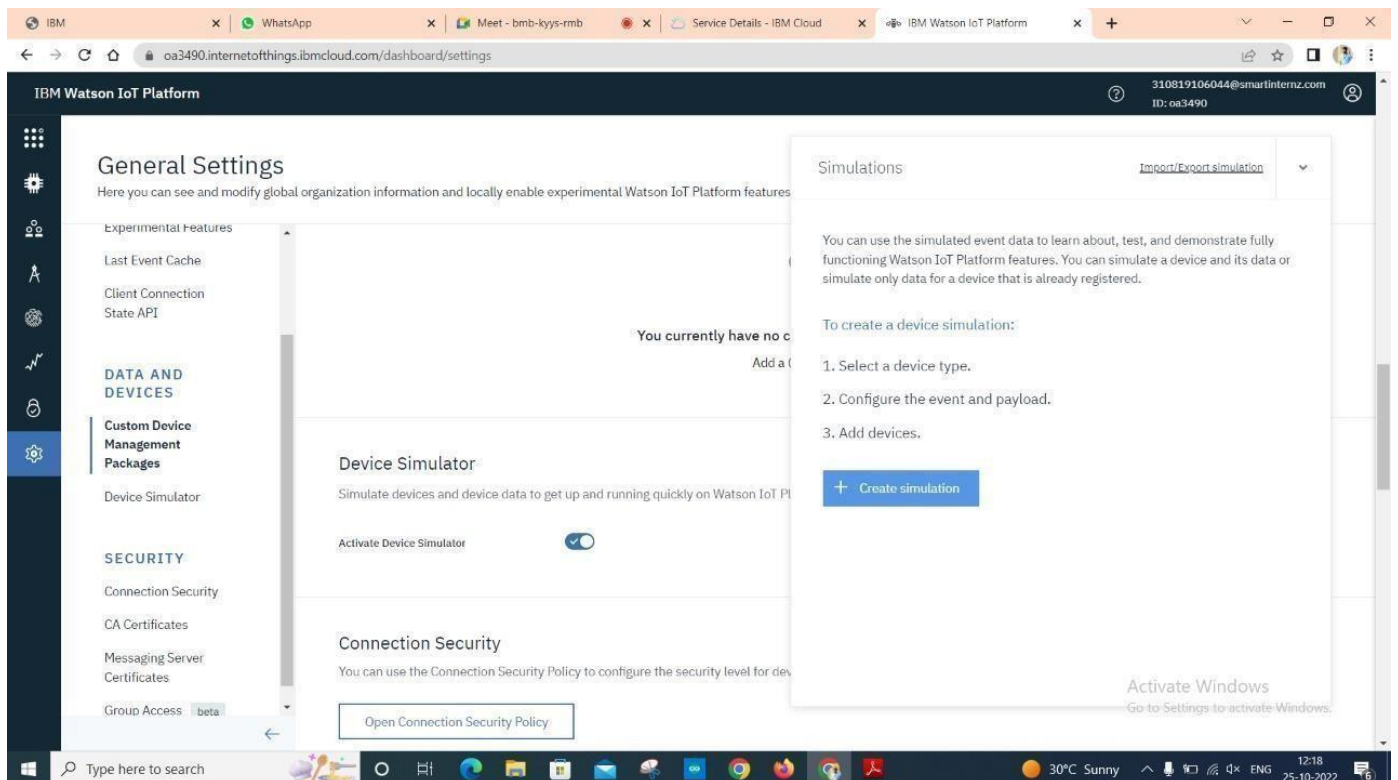 IBM
WhatsApp
Meet - bmb-kyys-rmb
Service Details - IBM Cloud
IBM Watson IoT Platform
oa3490.internetofthings.ibmcloud.com/dashboard/settings
IBM Watson IoT Platform
310819106044@smartinternz.com
ID: oa3490
General Settings
Here you can see and modify global organization information and locally enable experimental Watson IoT Platform features
Experimental Features
Last Event Cache
Client Connection
State API
DATA AND
DEVICES
Custom Device
Management
Packages
Device Simulator
SECURITY
Connection Security
CA Certificates
Messaging Server
Certificates
Group Access beta
You currently have no c
Add a
Device Simulator
Simulate devices and device data to get up and running quickly on Watson IoT Pl
Activate Device Simulator
Connection Security
You can use the Connection Security Policy to configure the security level for dev
Open Connection Security Policy
Simulations
Import/Export simulation
You can use the simulated event data to learn about, test, and demonstrate fully
functioning Watson IoT Platform features. You can simulate a device and its data or
simulate only data for a device that is already registered.
To create a device simulation:
1. Select a device type.
2. Configure the event and payload.
3. Add devices.
+ Create simulation
Activate Windows
Go to Settings to activate Windows.
Type here to search
30°C Sunny
ENG
12:18
25-10-2022
6